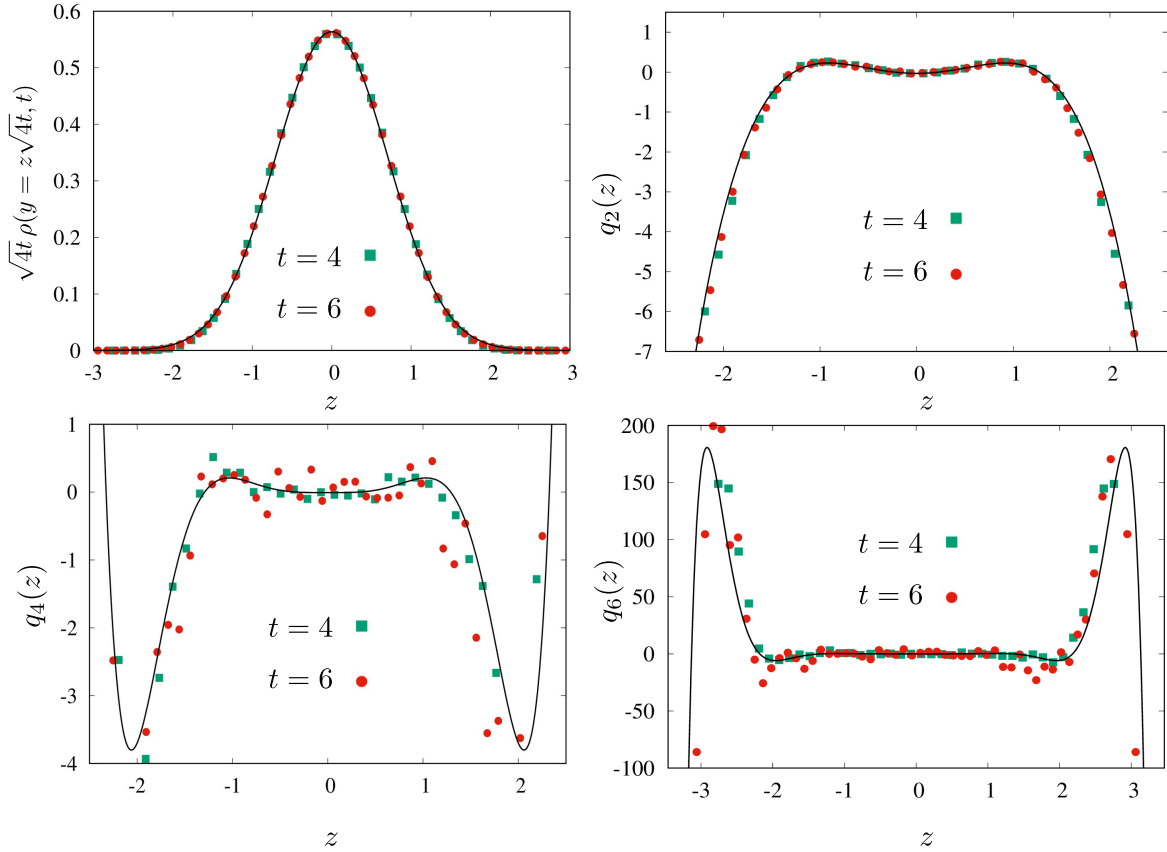 0.6
0.5
0.4
0.3
0.2
0.1
0
-3 -2 -1 0 1 2 3
√4t ρ(y = z√4t, t)
z
t = 4
t = 6
1
0
-1
-2
-3
-4
-5
-6
-7
-2 -1 0 1 2
q₂(z)
z
t = 4
t = 6
1
0
-1
-2
-3
-4
-2 -1 0 1 2
q₄(z)
z
t = 4
t = 6
200
150
100
50
0
-50
-100
-3 -2 -1 0 1 2 3
q₆(z)
z
t = 4
t = 6